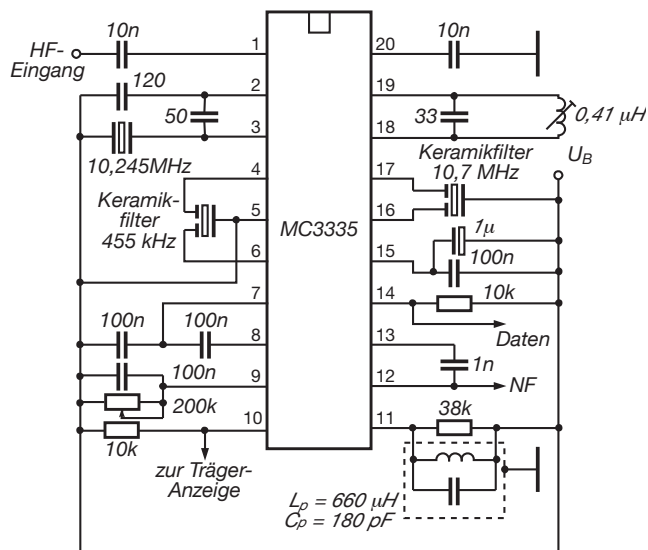 HF-
Eingang
10n
1
20
10n
120
2
19
50
33
0,41 μH
3
18
10,245MHz
Keramikfilter
10,7 MHz
U_B
4
17
Keramik-
filter
455 kHz
5
MC3335
16
1μ
6
15
100n
7
14
10k
100n
100n
8
13
Daten
100n
9
12
1n
NF
200k
10
11
38k
10k
zur Träger-
Anzeige
L_p = 660 μH
C_p = 180 pF